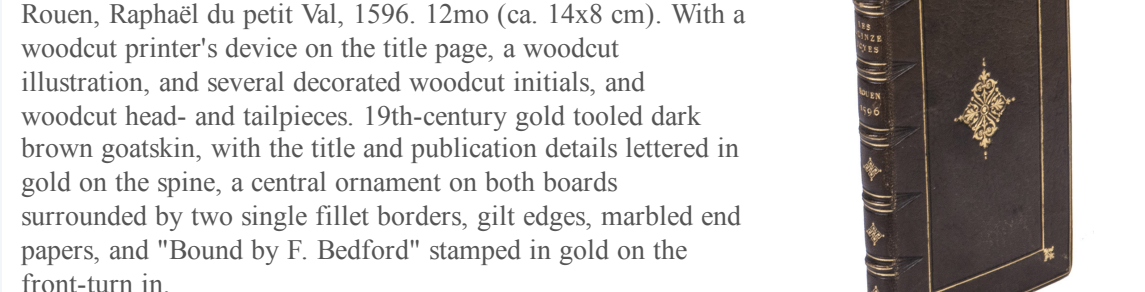 Rouen, Raphaël du petit Val, 1596. 12mo (ca. 14x8 cm). With a
woodcut printer's device on the title page, a woodcut
illustration, and several decorated woodcut initials, and
woodcut head- and tailpieces. 19th-century gold tooled dark
brown goatskin, with the title and publication details lettered in
gold on the spine, a central ornament on both boards
surrounded by two single fillet borders, gilt edges, marbled end
papers, and "Bound by F. Bedford" stamped in gold on the
front-turn in.
ROUEN
1596